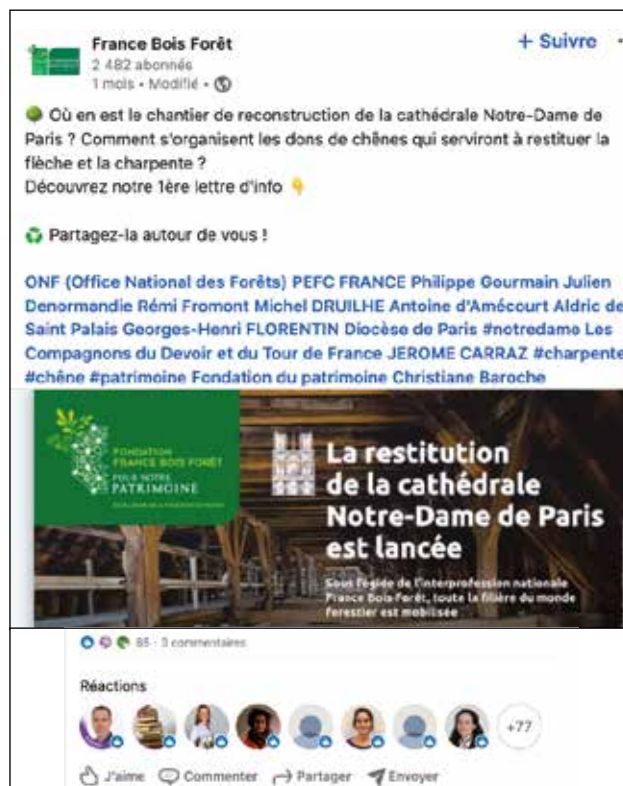 France Bois Forêt
+ Suivre
2 482 abonnés
1 mois • Modifié •
Où en est le chantier de reconstruction de la cathédrale Notre-Dame de
Paris ? Comment s'organisent les dons de chênes qui serviront à restituer la
flèche et la charpente ?
Découvrez notre 1ère lettre d'info
Partagez-la autour de vous !
ONF (Office National des Forêts) PEFC FRANCE Philippe Gourmain Julien
Denormandie Rémi Fromont Michel DRUILHE Antoine d'Amécourt Aldric de
Saint Palais Georges-Henri FLORENTIN Diocèse de Paris #notredame Les
Compagnons du Devoir et du Tour de France JEROME CARRAZ #charpente
#chêne #patrimoine Fondation du patrimoine Christiane Baroche
FONDATION
FRANCE BOIS FORÊT
POUR NOTRE
PATRIMOINE
La restitution
de la cathédrale
Notre-Dame de Paris
est lancée
Sous l'égide de l'interprofession nationale
France Bois Forêt, toute la filière du monde
forestier est mobilisée
85 · 3 commentaires
Réactions
+77
J'aime Commenter Partager Envoyer